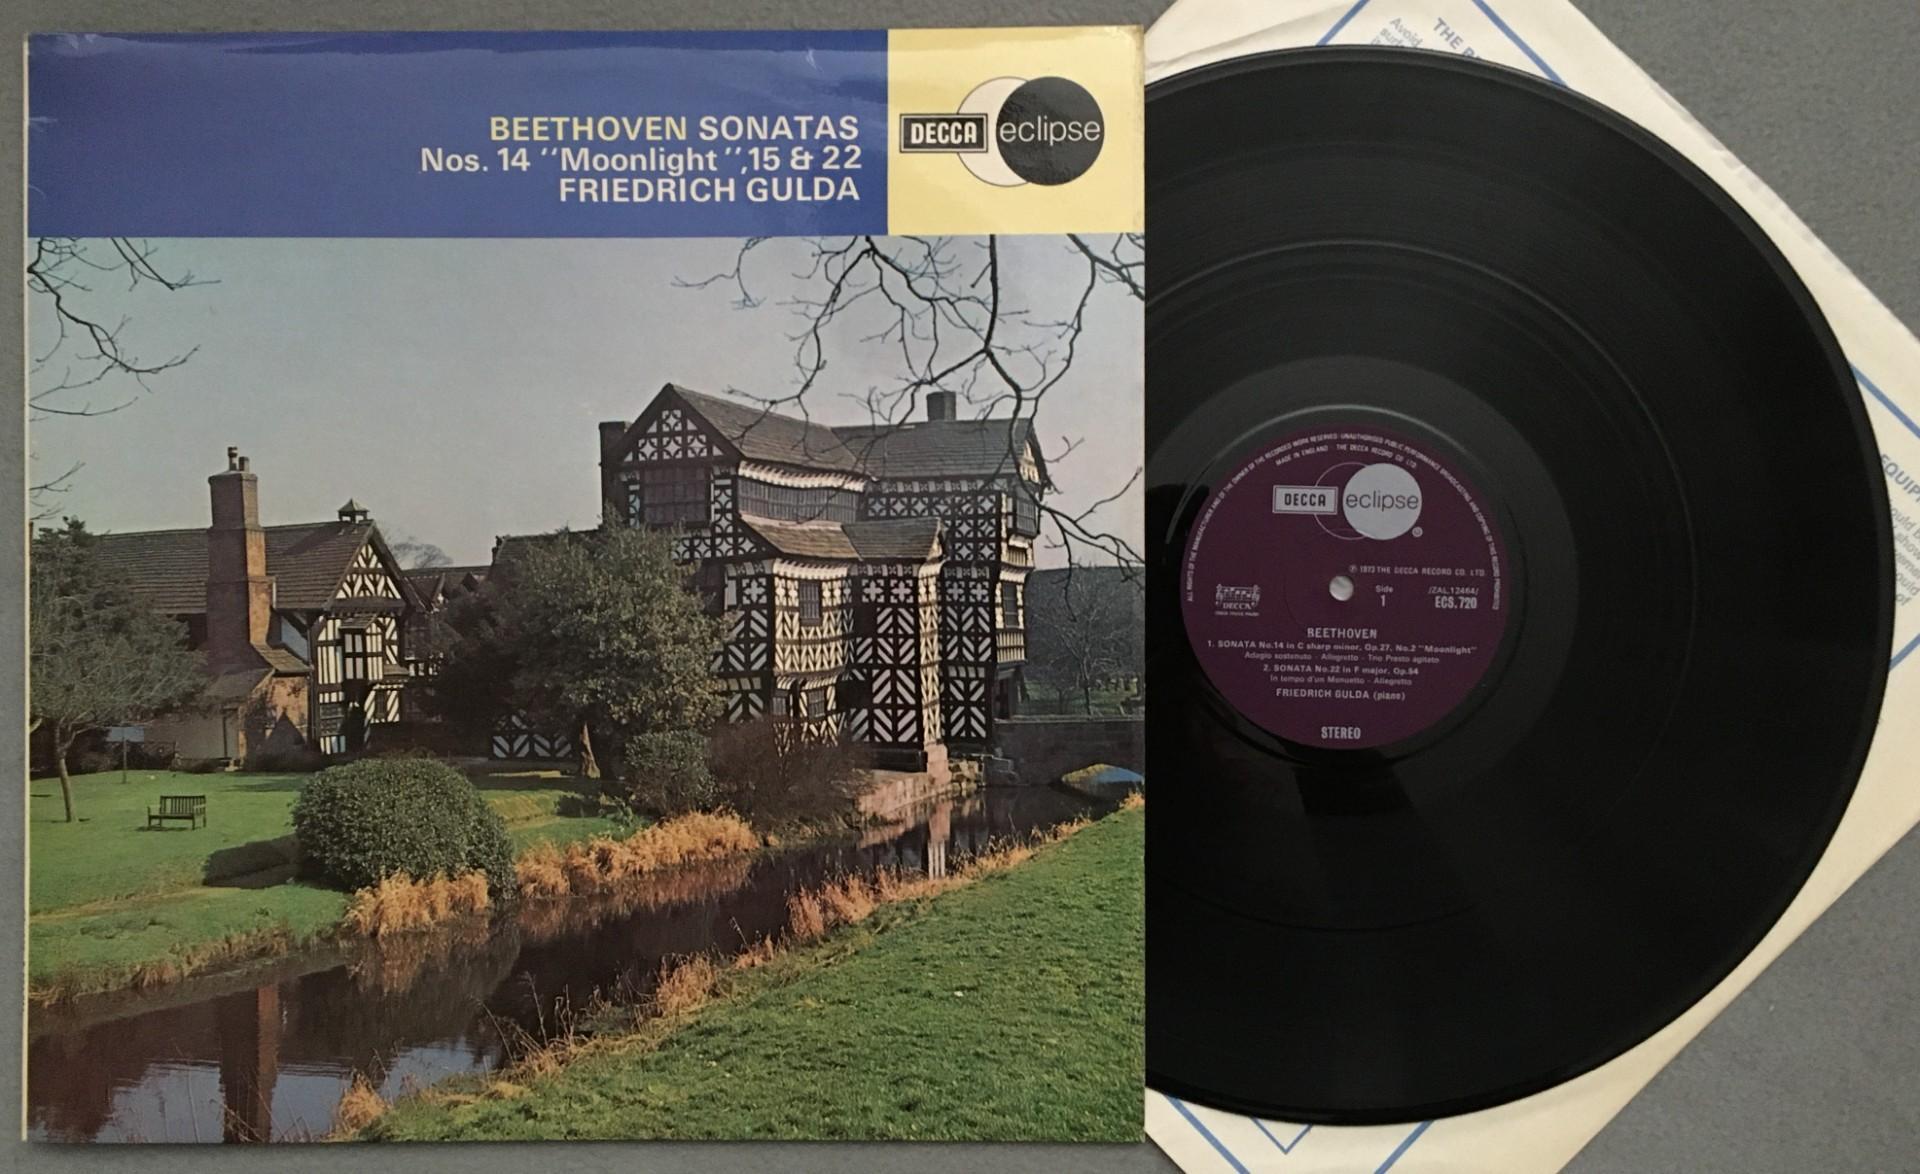 BEETHOVEN SONATAS
Nos. 14 "Moonlight", 15 & 22
FRIEDRICH GULDA
DECCA eclipse
THE
Avoid
ALL RIGHTS OF THE MANUFACTURER AND OF THE OWNER OF THE RECORDED WORK RESERVED · UNAUTHORISED PUBLIC PERFORMANCE BROADCASTING AND COPYING OF THIS RECORD PROHIBITED
MADE IN ENGLAND · THE DECCA RECORD CO. LTD.
DECCA eclipse
℗ 1973 THE DECCA RECORD CO. LTD.
DECCA
Side
1
/ZAL.12464/
ECS.720
BEETHOVEN
1. SONATA No.14 in C sharp minor, Op.27, No.2 "Moonlight"
Adagio sostenuto - Allegretto - Trio Presto agitato
2. SONATA No.22 in F major, Op.54
In tempo d'un Menuetto - Allegretto
FRIEDRICH GULDA (piano)
STEREO